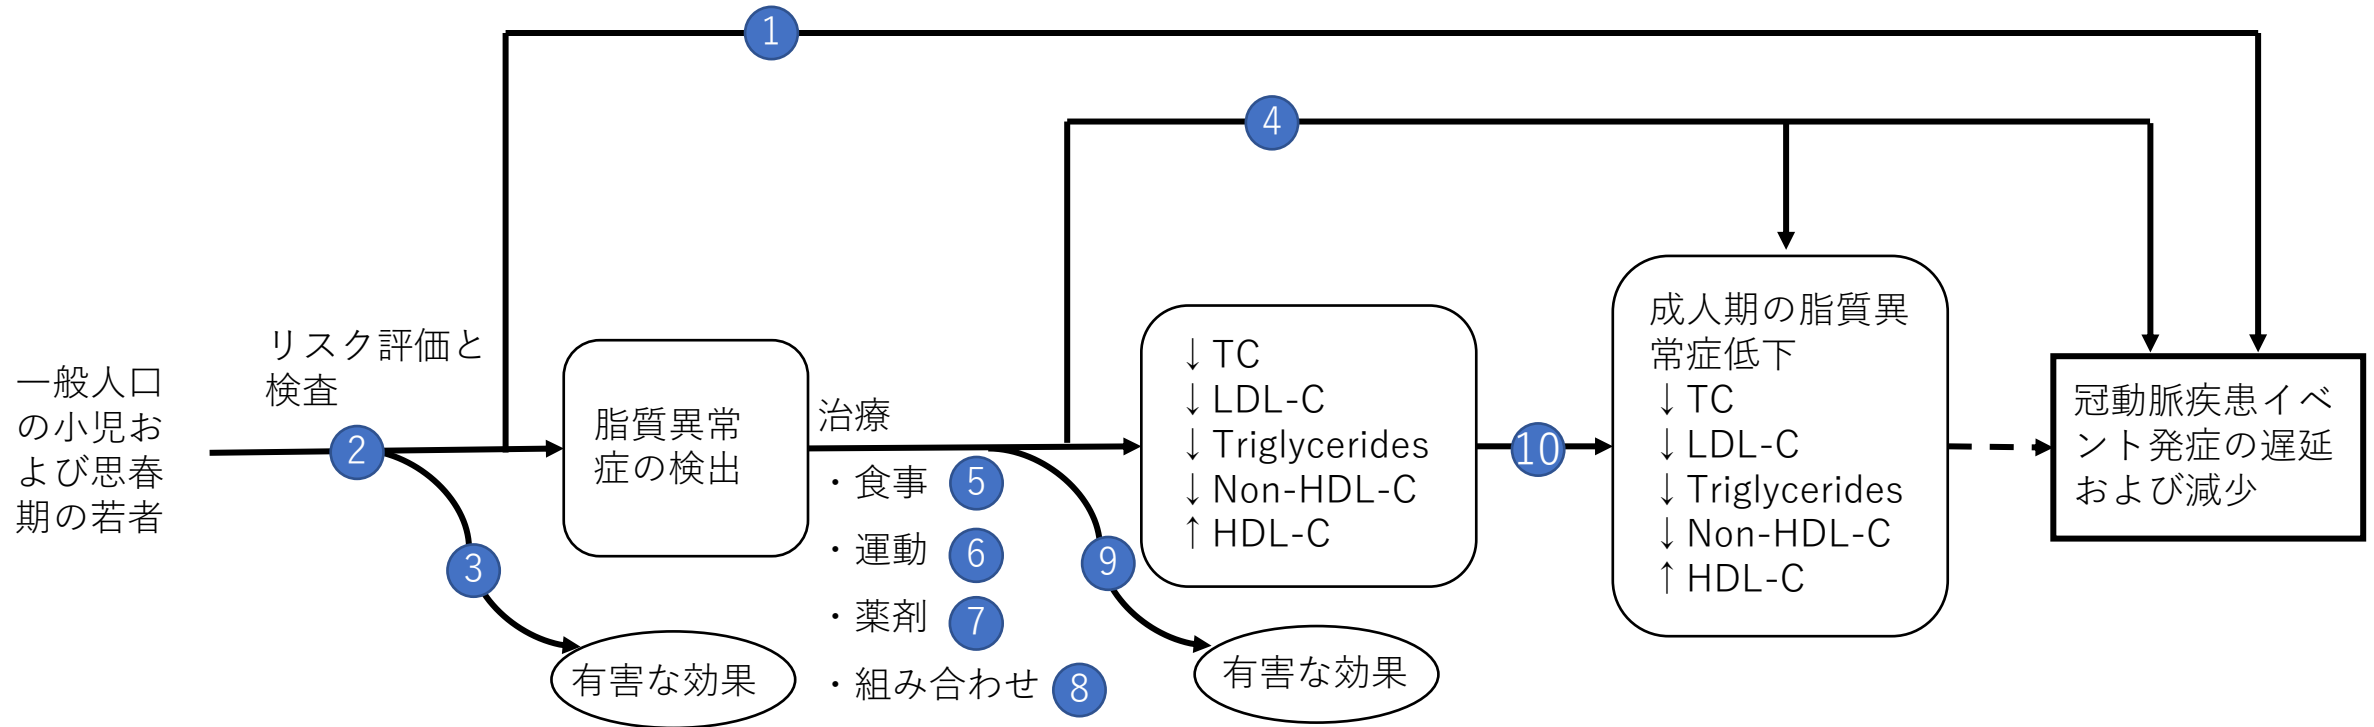 1
4
一般人口
の小児お
よび思春
期の若者
リスク評価と
検査
2
3
有害な効果
脂質異常
症の検出
治療
・食事 5
・運動 6
・薬剤 7
・組み合わせ 8
9
有害な効果
↓TC
↓LDL-C
↓Triglycerides
↓Non-HDL-C
↑HDL-C
10
成人期の脂質異
常症低下
↓TC
↓LDL-C
↓Triglycerides
↓Non-HDL-C
↑HDL-C
冠動脈疾患イベ
ント発症の遅延
および減少